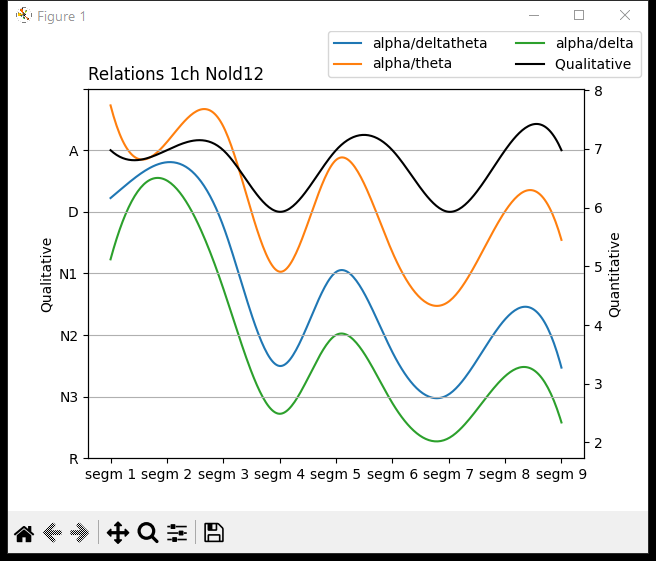 Figure 1
alpha/deltatheta
alpha/delta
alpha/theta
Qualitative
Relations 1ch Nold12
A
D
N1
N2
N3
R
Qualitative
8
7
6
5
4
3
2
Quantitative
segm 1 segm 2 segm 3 segm 4 segm 5 segm 6 segm 7 segm 8 segm 9